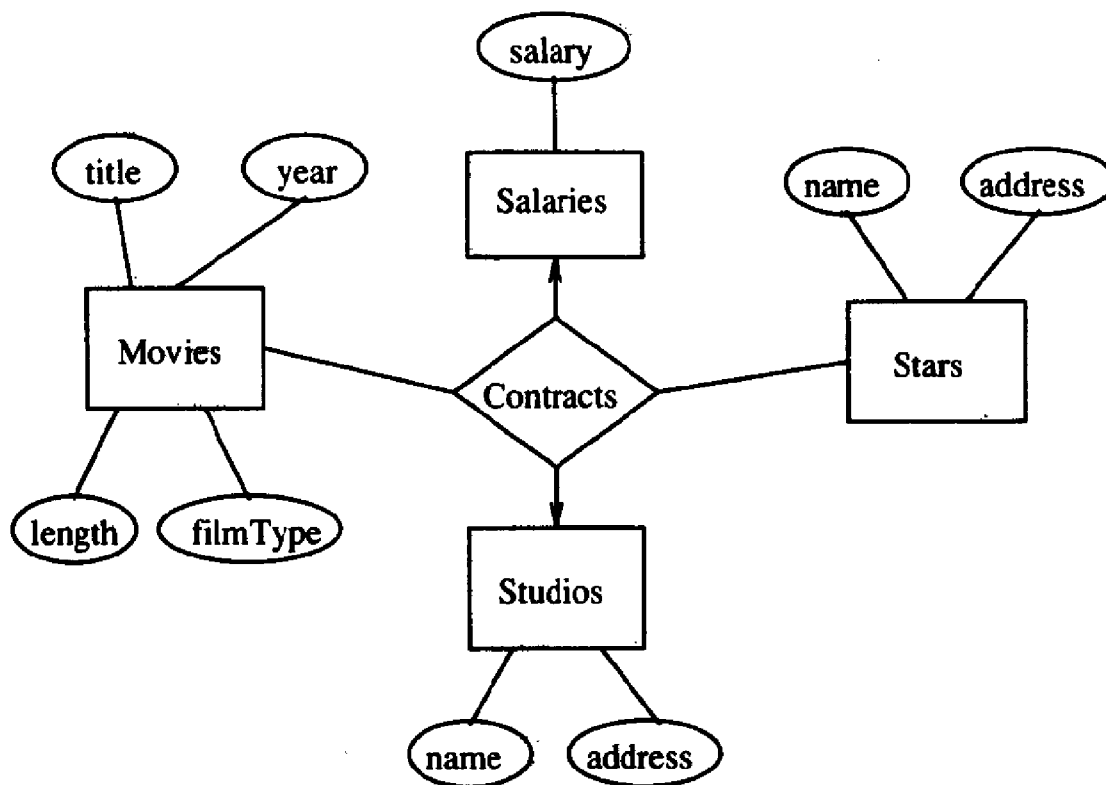 salary
title
year
name
address
Salaries
Movies
Stars
Contracts
length
filmType
Studios
name
address